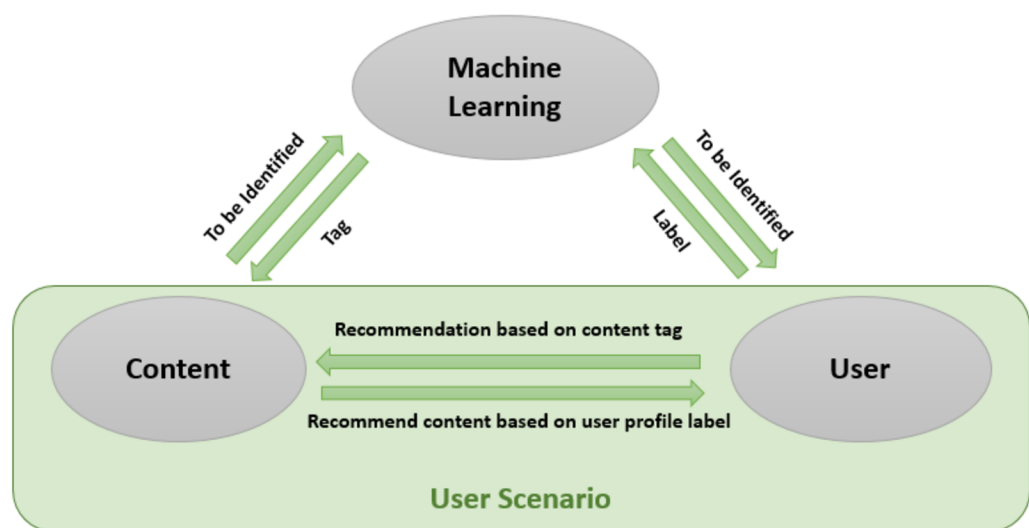 Machine
Learning
To be Identified
Tag
To be Identified
Label
Recommendation based on content tag
Content
User
Recommend content based on user profile label
User Scenario